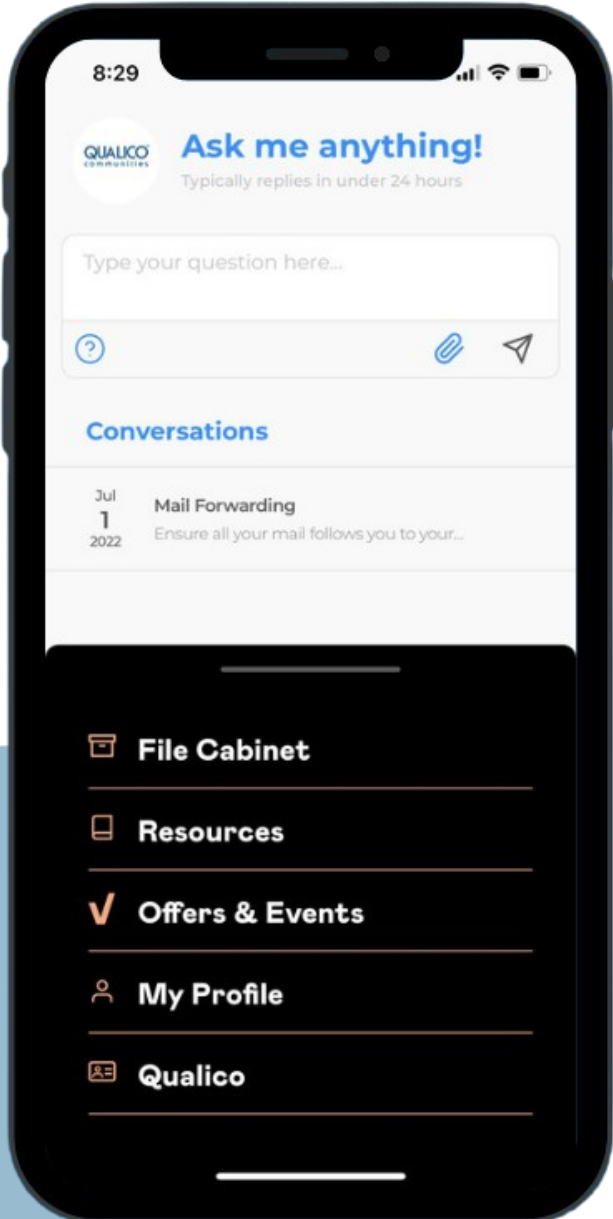 8:29
QUALICO
communities
Ask me anything!
Typically replies in under 24 hours
Type your question here...
?
Conversations
Jul
1
2022
Mail Forwarding
Ensure all your mail follows you to your...
File Cabinet
Resources
Offers & Events
My Profile
Qualico